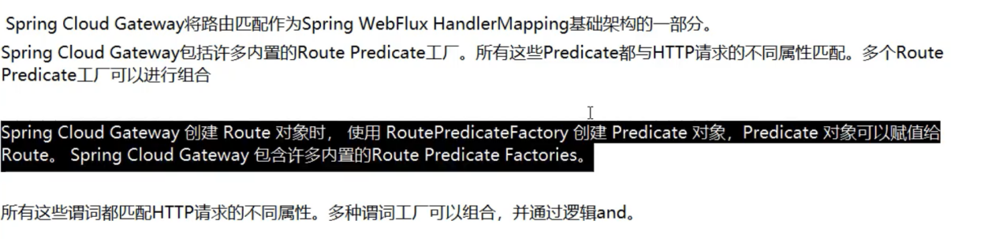 Spring Cloud Gateway将路由匹配作为Spring WebFlux HandlerMapping基础架构的一部分。
Spring Cloud Gateway包括许多内置的Route Predicate工厂。所有这些Predicate都与HTTP请求的不同属性匹配。多个Route
Predicate工厂可以进行组合
Spring Cloud Gateway 创建 Route 对象时， 使用 RoutePredicateFactory 创建 Predicate 对象，Predicate 对象可以赋值给
Route。 Spring Cloud Gateway 包含许多内置的Route Predicate Factories。
所有这些谓词都匹配HTTP请求的不同属性。多种谓词工厂可以组合，并通过逻辑and。